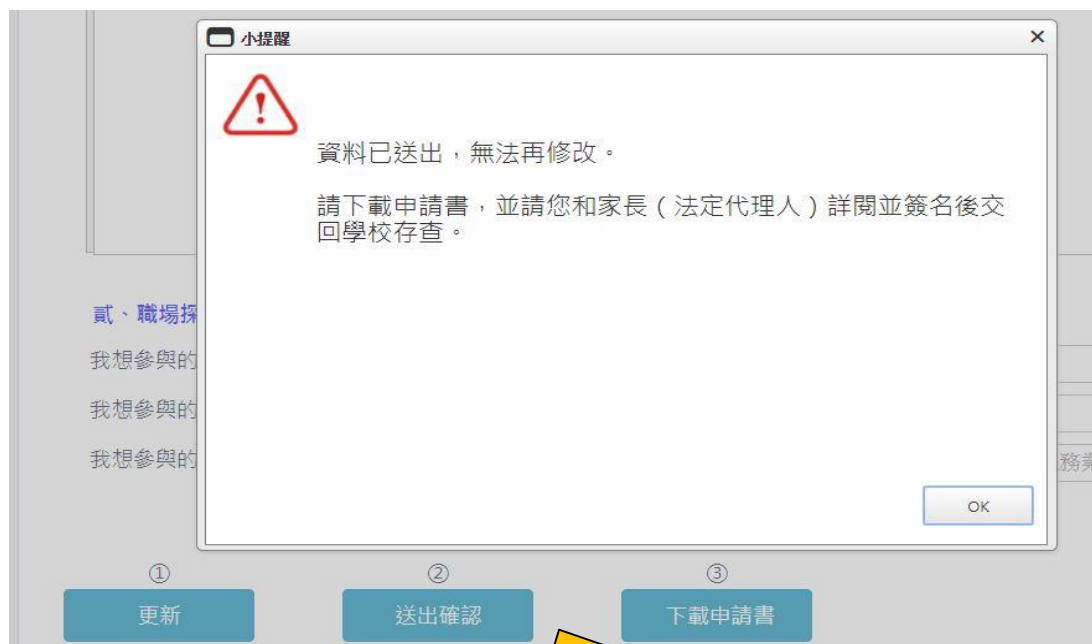 小提醒
資料已送出，無法再修改。
請下載申請書，並請您和家長（法定代理人）詳閱並簽名後交
回學校存查。
OK
貳、職場探
我想參與的
我想參與的
我想參與的
務業
①
②
③
更新
送出確認
下載申請書